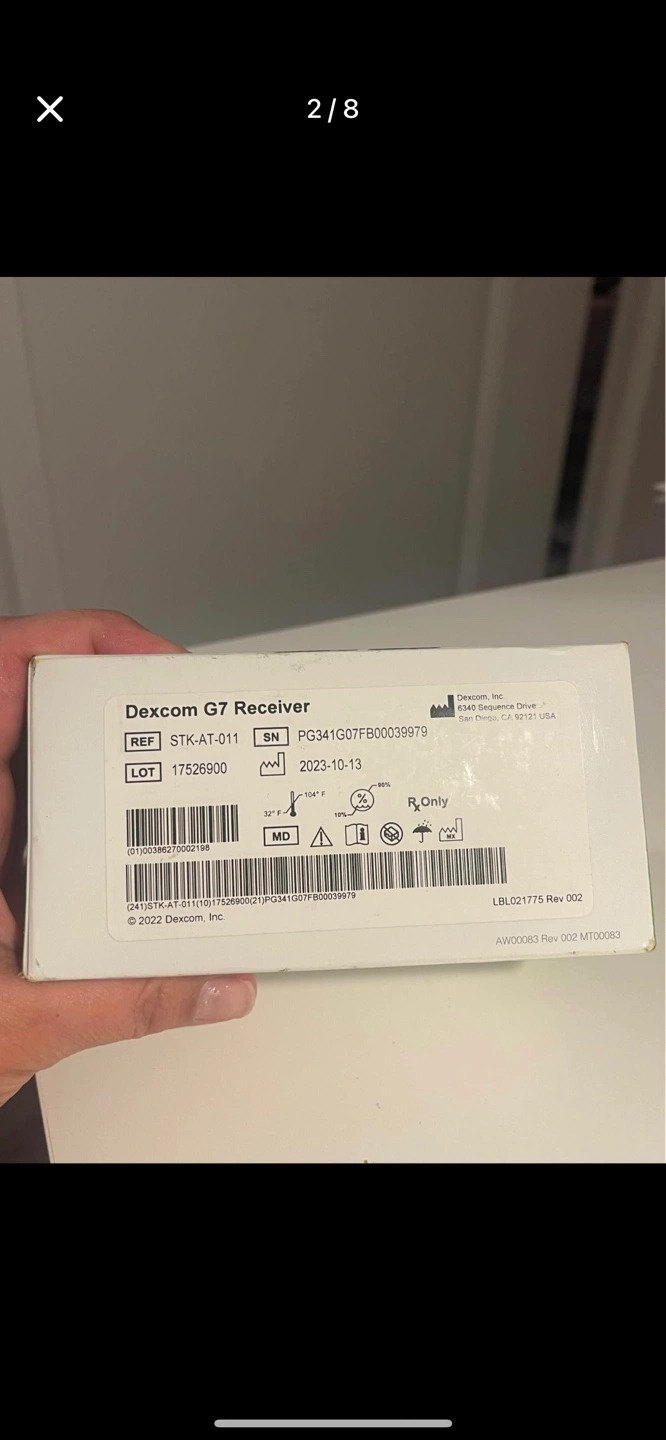 2 / 8
Dexcom G7 Receiver
Dexcom, Inc.
6340 Sequence Drive
San Diego, CA 92121 USA
REF STK-AT-011 SN PG341G07FB00039979
LOT 17526900 2023-10-13
104° F
32° F
90%
%
10%
Rx Only
MD
i
MX
(01)00386270002198
(241)STK-AT-011(10)17526900(21)PG341G07FB00039979
LBL021775 Rev 002
© 2022 Dexcom, Inc.
AW00083 Rev 002 MT00083